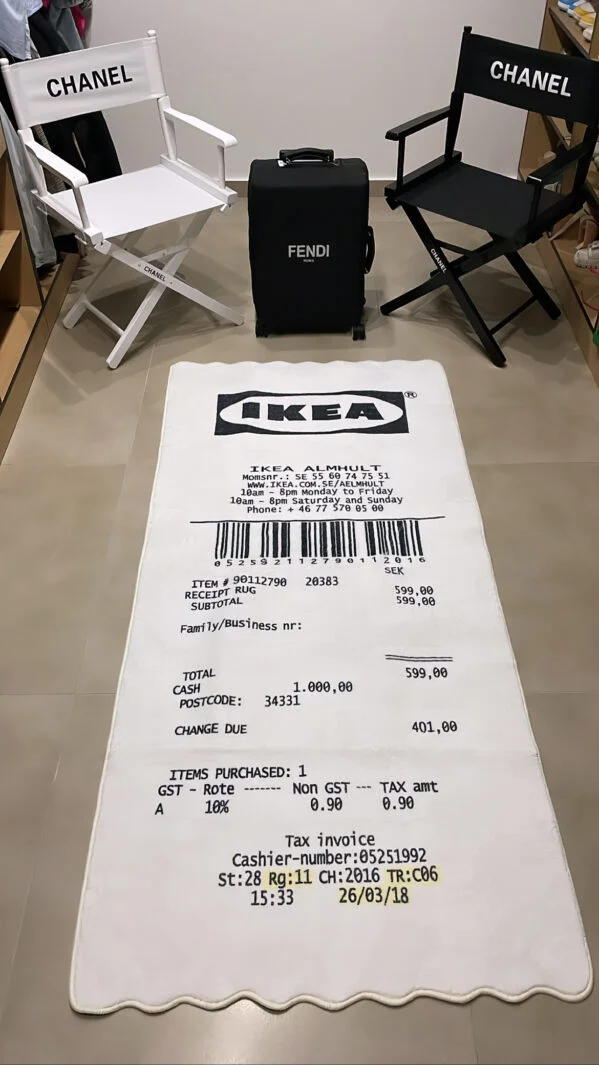 CHANEL
CHANEL
CHANEL
CHANEL
FENDI
ROMA
IKEA ®
IKEA ALMHULT
Momsnr.: SE 55 60 74 75 51
WWW.IKEA.COM.SE/AELMHULT
10am - 8pm Monday to Friday
10am - 8pm Saturday and Sunday
Phone: + 46 77 570 05 00
052592112790112016
SEK
ITEM # 90112790 20383
RECEIPT RUG 599,00
SUBTOTAL 599,00
Family/Business nr:
TOTAL 599,00
CASH 1.000,00
POSTCODE: 34331
CHANGE DUE 401,00
ITEMS PURCHASED: 1
GST - Rote ------- Non GST --- TAX amt
A 10% 0.90 0.90
Tax invoice
Cashier-number:05251992
St:28 Rg:11 CH:2016 TR:C06
15:33 26/03/18